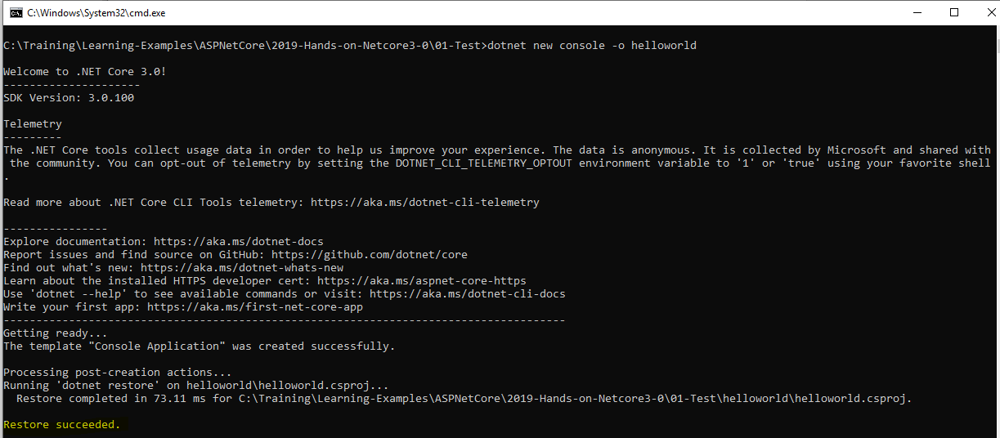 C:\Windows\System32\cmd.exe
C:\Training\Learning-Examples\ASPNetCore\2019-Hands-on-Netcore3-0\01-Test>dotnet new console -o helloworld
Welcome to .NET Core 3.0!
---------------------
SDK Version: 3.0.100
Telemetry
---------
The .NET Core tools collect usage data in order to help us improve your experience. The data is anonymous. It is collected by Microsoft and shared with
the community. You can opt-out of telemetry by setting the DOTNET_CLI_TELEMETRY_OPTOUT environment variable to '1' or 'true' using your favorite shell
.
Read more about .NET Core CLI Tools telemetry: https://aka.ms/dotnet-cli-telemetry
----------------
Explore documentation: https://aka.ms/dotnet-docs
Report issues and find source on GitHub: https://github.com/dotnet/core
Find out what's new: https://aka.ms/dotnet-whats-new
Learn about the installed HTTPS developer cert: https://aka.ms/aspnet-core-https
Use 'dotnet --help' to see available commands or visit: https://aka.ms/dotnet-cli-docs
Write your first app: https://aka.ms/first-net-core-app
--------------------------------------------------------------------------------------
Getting ready...
The template "Console Application" was created successfully.
Processing post-creation actions...
Running 'dotnet restore' on helloworld\helloworld.csproj...
Restore completed in 73.11 ms for C:\Training\Learning-Examples\ASPNetCore\2019-Hands-on-Netcore3-0\01-Test\helloworld\helloworld.csproj.
Restore succeeded.